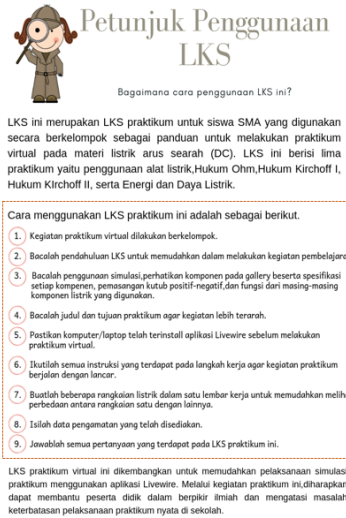 Petunjuk Penggunaan
LKS
Bagaimana cara penggunaan LKS ini?
LKS ini merupakan LKS praktikum untuk siswa SMA yang digunakan
secara berkelompok sebagai panduan untuk melakukan praktikum
virtual pada materi listrik arus searah (DC). LKS ini berisi lima
praktikum yaitu penggunaan alat listrik,Hukum Ohm,Hukum Kirchoff I,
Hukum KIrchoff II, serta Energi dan Daya Listrik.
Cara menggunakan LKS praktikum ini adalah sebagai berikut.
1. Kegiatan praktikum virtual dilakukan berkelompok.
2. Bacalah pendahuluan LKS untuk memudahkan dalam melakukan kegiatan pembelajara
3. Bacalah penggunaan simulasi,perhatikan komponen pada gallery beserta spesifikasi
setiap kompenen, pemasangan kutub positif-negatif,dan fungsi dari masing-masing
komponen listrik yang digunakan.
4. Bacalah judul dan tujuan praktikum agar kegiatan lebih terarah.
5. Pastikan komputer/laptop telah terinstall aplikasi Livewire sebelum melakukan
praktikum virtual.
6. Ikutilah semua instruksi yang terdapat pada langkah kerja agar kegiatan praktikum
berjalan dengan lancar.
7. Buatlah beberapa rangkaian listrik dalam satu lembar kerja untuk memudahkan melih
perbedaan antara rangkaian satu dengan lainnya.
8. Isilah data pengamatan yang telah disediakan.
9. Jawablah semua pertanyaan yang terdapat pada LKS praktikum ini.
LKS praktikum virtual ini dikembangkan untuk memudahkan pelaksanaan simulasi
praktikum menggunakan aplikasi Livewire. Melalui kegiatan praktikum ini,diharapkan
dapat membantu peserta didik dalam berpikir ilmiah dan mengatasi masalah
keterbatasan pelaksanaan praktikum nyata di sekolah.